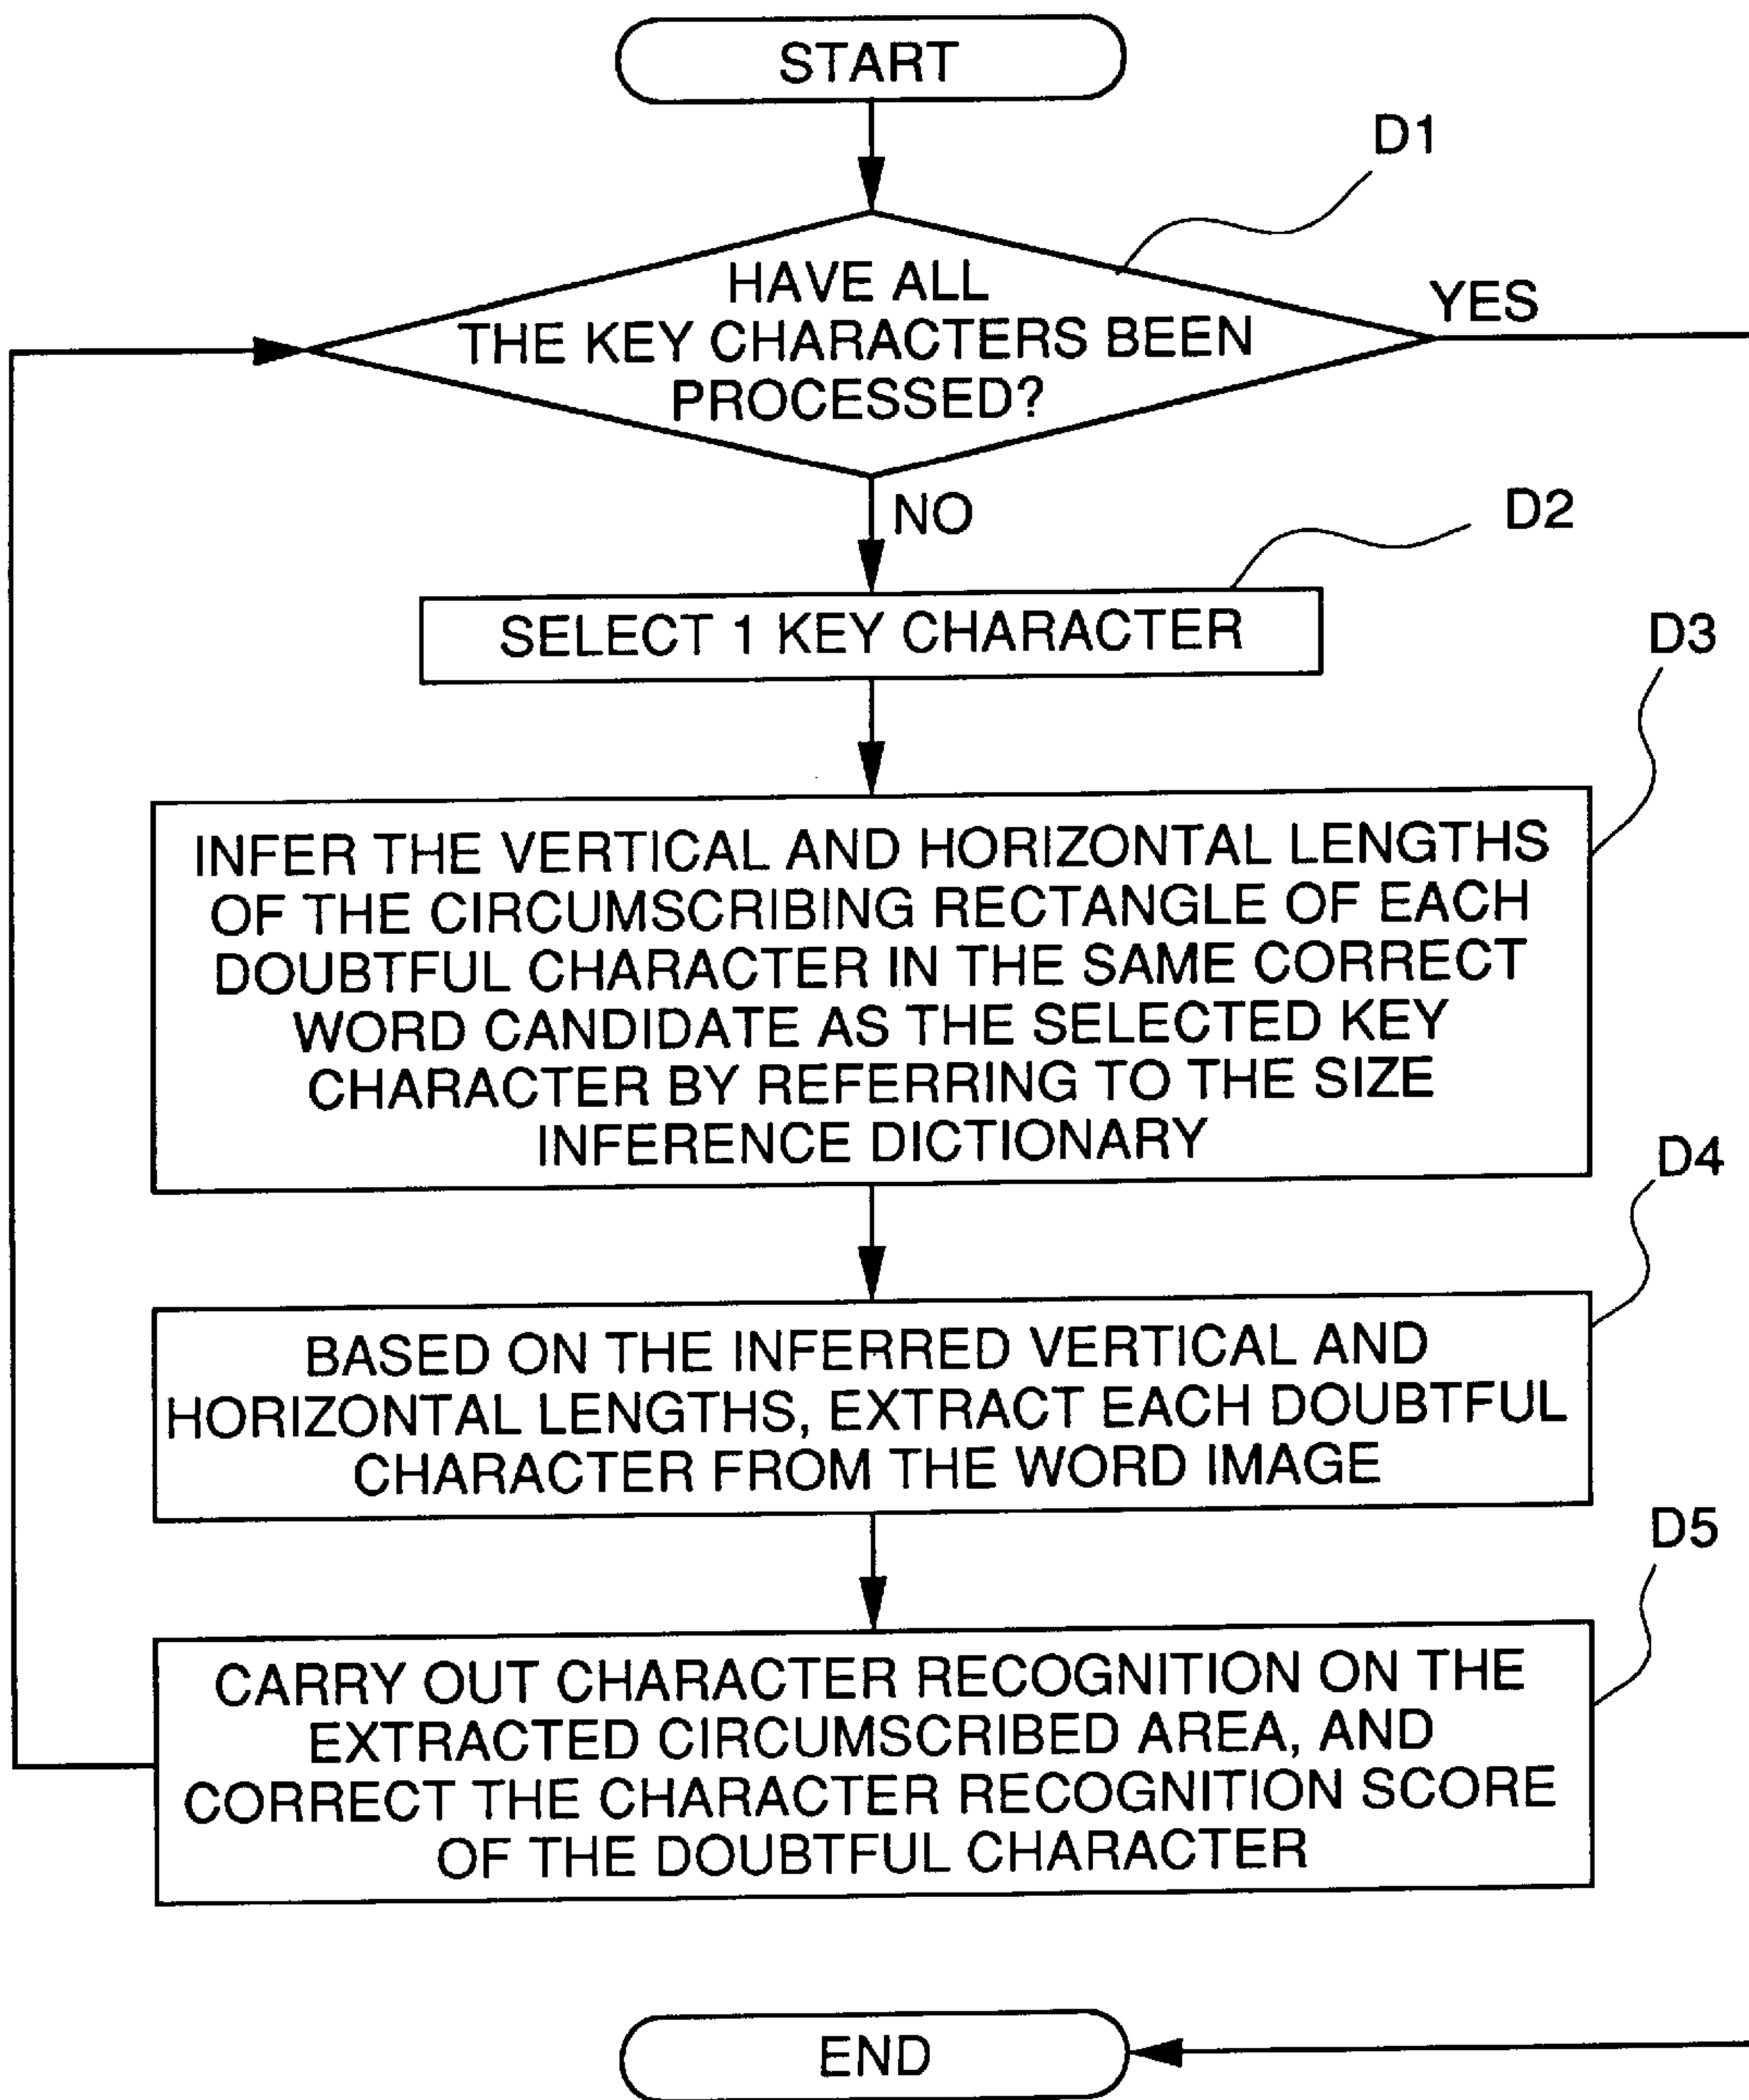 START
D1
HAVE ALL
THE KEY CHARACTERS BEEN
PROCESSED?
YES
NO
D2
SELECT 1 KEY CHARACTER
D3
INFER THE VERTICAL AND HORIZONTAL LENGTHS
OF THE CIRCUMSCRIBING RECTANGLE OF EACH
DOUBTFUL CHARACTER IN THE SAME CORRECT
WORD CANDIDATE AS THE SELECTED KEY
CHARACTER BY REFERRING TO THE SIZE
INFERENCE DICTIONARY
D4
BASED ON THE INFERRED VERTICAL AND
HORIZONTAL LENGTHS, EXTRACT EACH DOUBTFUL
CHARACTER FROM THE WORD IMAGE
D5
CARRY OUT CHARACTER RECOGNITION ON THE
EXTRACTED CIRCUMSCRIBED AREA, AND
CORRECT THE CHARACTER RECOGNITION SCORE
OF THE DOUBTFUL CHARACTER
END